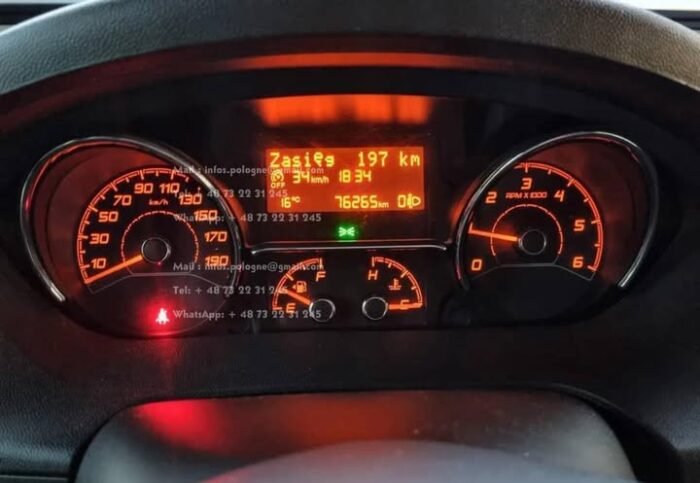 Zasięg 197 km
OFF 34 km/h 18:34
16°C 76265 km 0
Mail : infos.pologne@gmail.com
Tel: + 48 73 22 31 245
WhatsApp: + 48 73 22 31 245
Mail : infos.pologne@gmail.com
Tel: + 48 73 22 31 245
WhatsApp: + 48 73 22 31 245
10 30 50 70 90 110 130 150 170 190
km/h
E F
H C
0 2 3 4 5 6
RPM X 1000